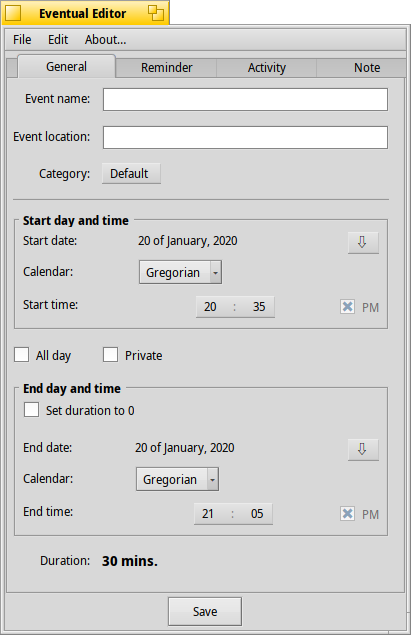 Eventual Editor
File Edit About...
General Reminder Activity Note
Event name:
Event location:
Category: Default
Start day and time
Start date: 20 of January, 2020
Calendar: Gregorian
Start time: 20 : 35 PM
All day Private
End day and time
Set duration to 0
End date: 20 of January, 2020
Calendar: Gregorian
End time: 21 : 05 PM
Duration: 30 mins.
Save